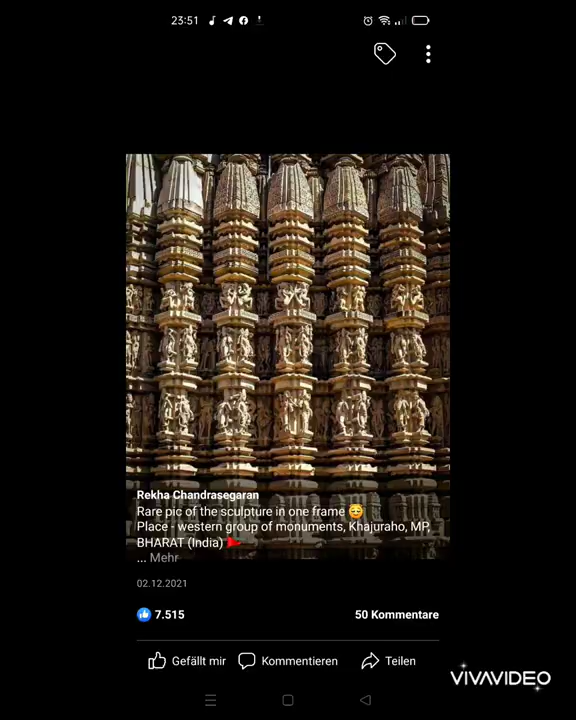 23:51
Rekha Chandrasegaran
Rare pic of the sculpture in one frame 😌
Place - western group of monuments, Khajuraho, MP,
BHARAT (India) 🚩
... Mehr
02.12.2021
7.515
50 Kommentare
Gefällt mir
Kommentieren
Teilen
VIVAVIDEO